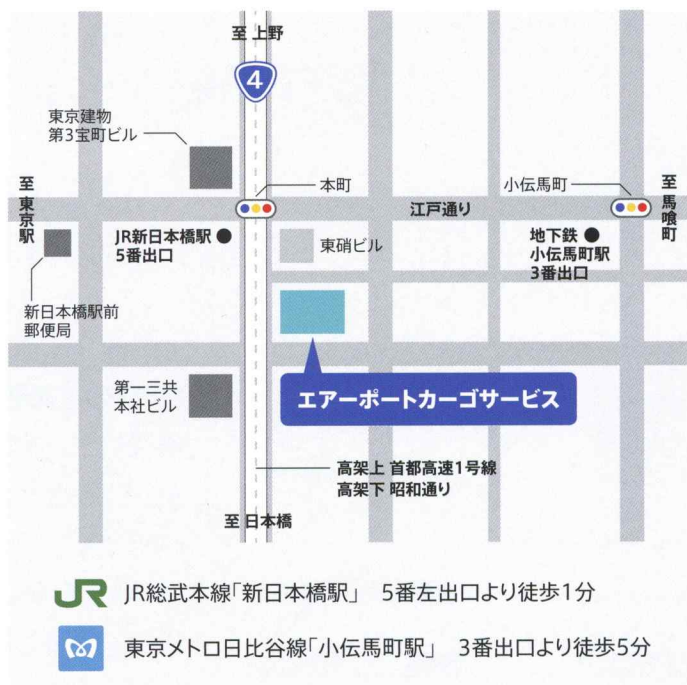 至 上野
4
東京建物
第3宝町ビル
本町
小伝馬町
至 東京駅
至 馬喰町
江戸通り
JR新日本橋駅
5番出口
東硝ビル
地下鉄
小伝馬町駅
3番出口
新日本橋駅前
郵便局
第一三共
本社ビル
エアーポートカーゴサービス
高架上 首都高速1号線
高架下 昭和通り
至 日本橋
JR JR総武本線「新日本橋駅」 5番左出口より徒歩1分
東京メトロ日比谷線「小伝馬町駅」 3番出口より徒歩5分